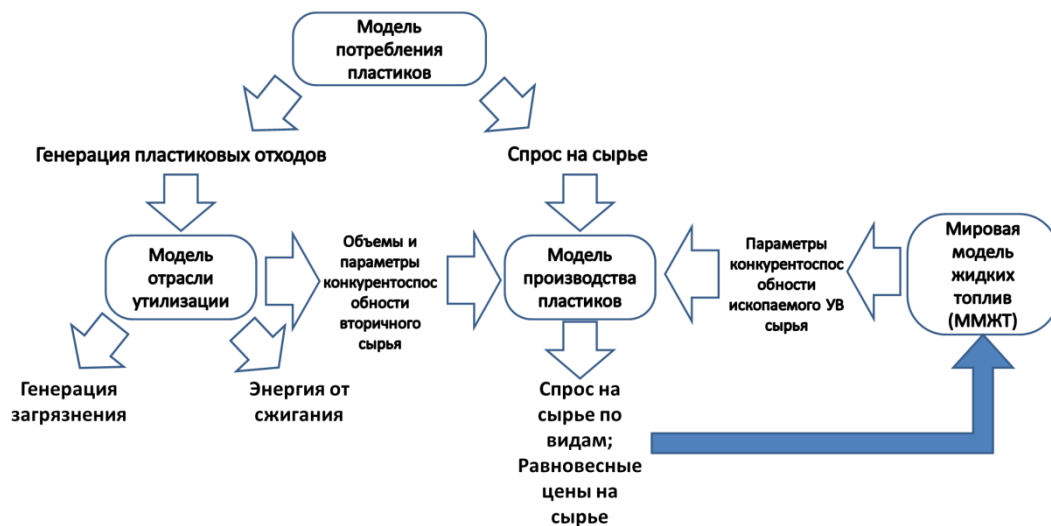 Модель
потребления
пластиков
Генерация пластиковых отходов
Спрос на сырье
Модель
отрасли
утилизации
Объемы и
параметры
конкурентоспос
обности
вторичного
сырья
Модель
производства
пластиков
Параметры
конкурентоспос
обности
ископаемого УВ
сырья
Мировая
модель
жидких
топлив
(ММЖТ)
Генерация
загрязнения
Энергия от
сжигания
Спрос на
сырье по
видам;
Равновесные
цены на
сырье